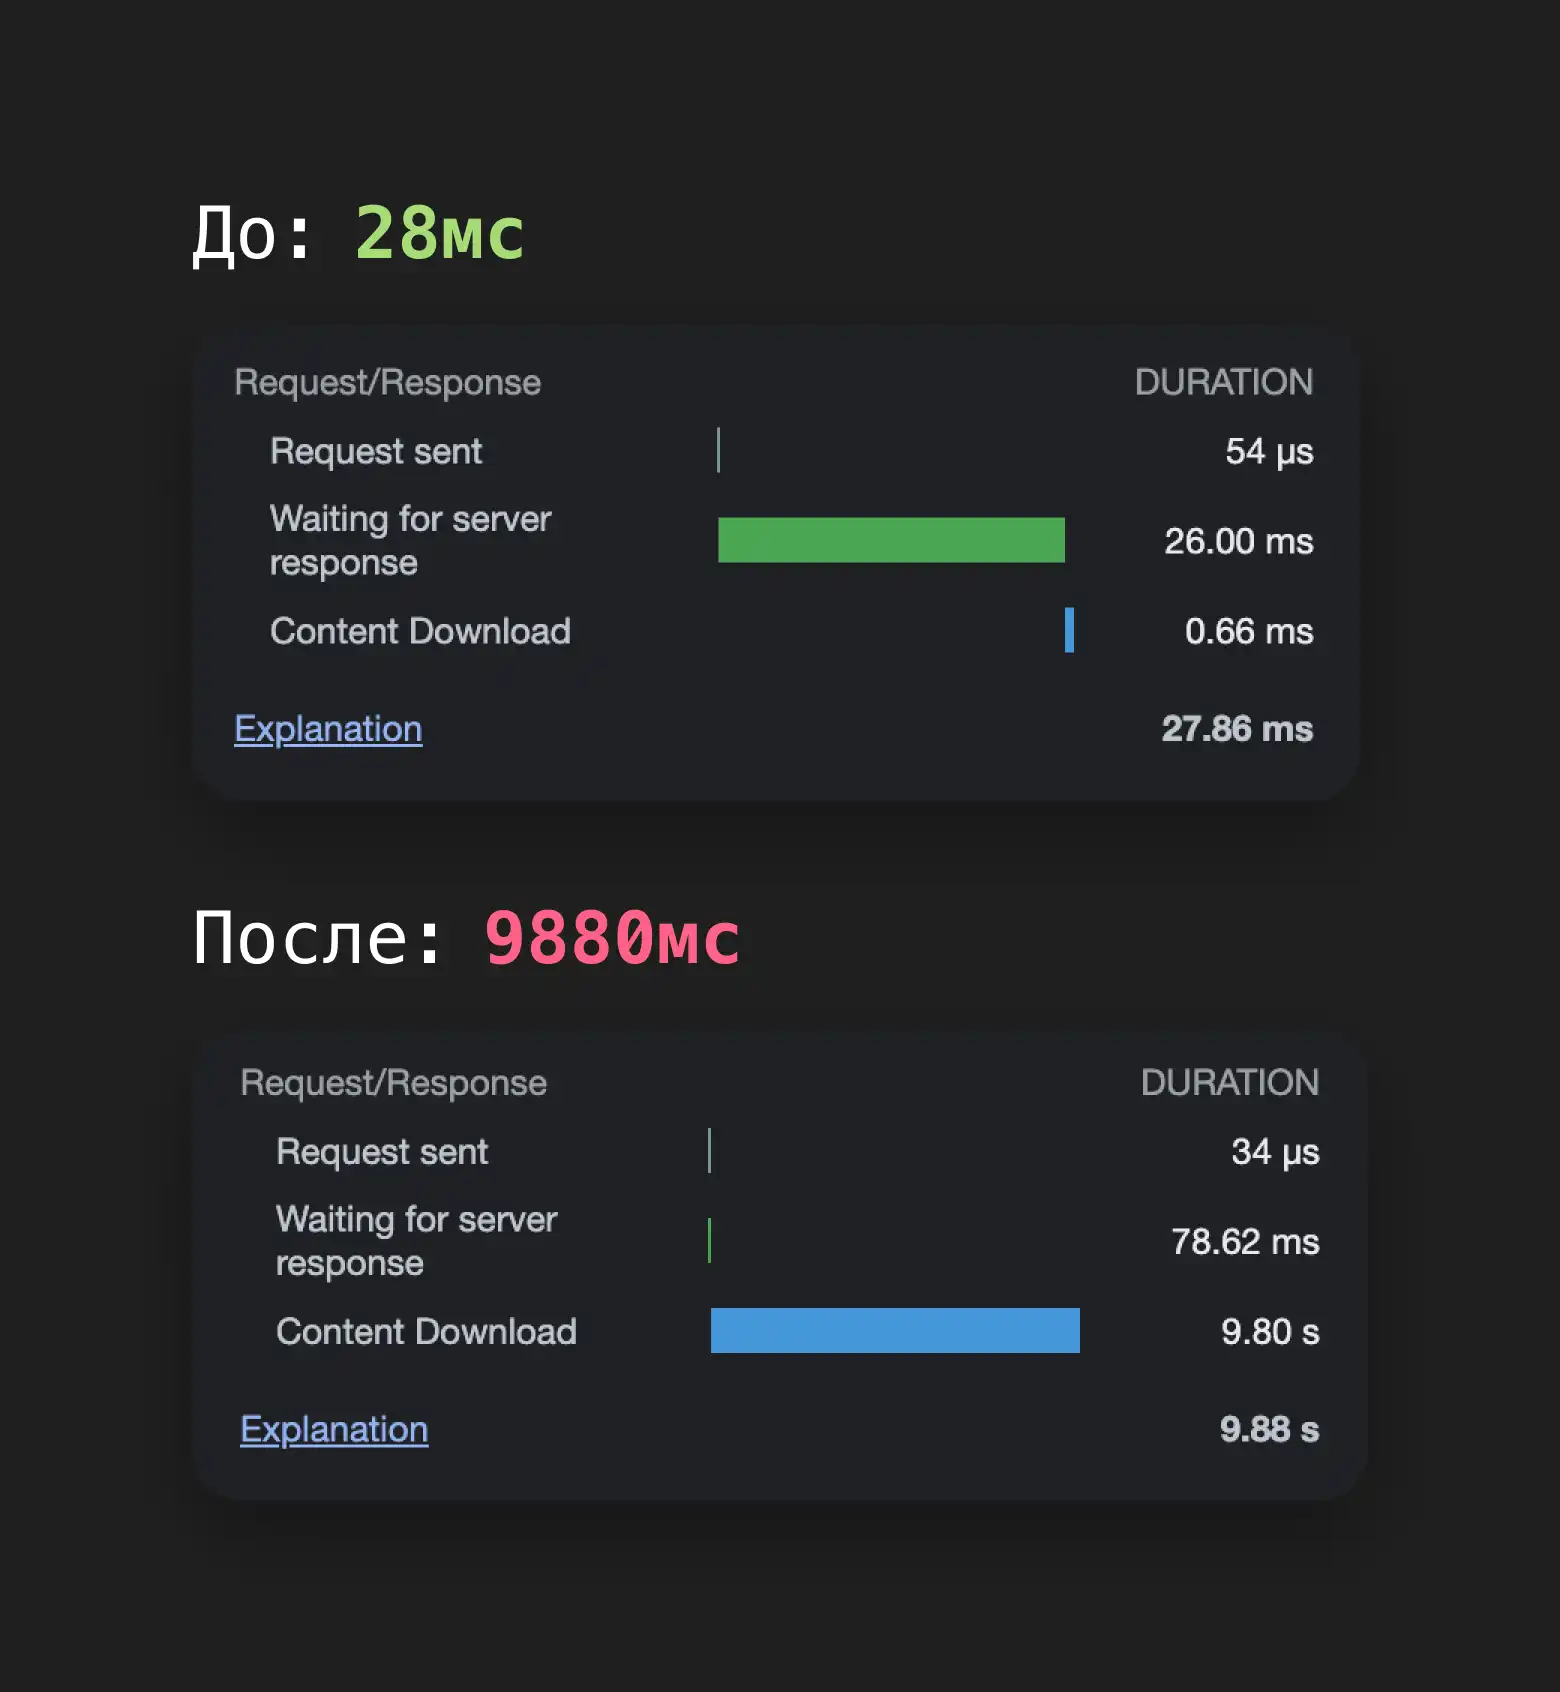 До: 28мс
Request/Response DURATION
Request sent 54 µs
Waiting for server
response 26.00 ms
Content Download 0.66 ms
Explanation 27.86 ms
После: 9880мс
Request/Response DURATION
Request sent 34 µs
Waiting for server
response 78.62 ms
Content Download 9.80 s
Explanation 9.88 s